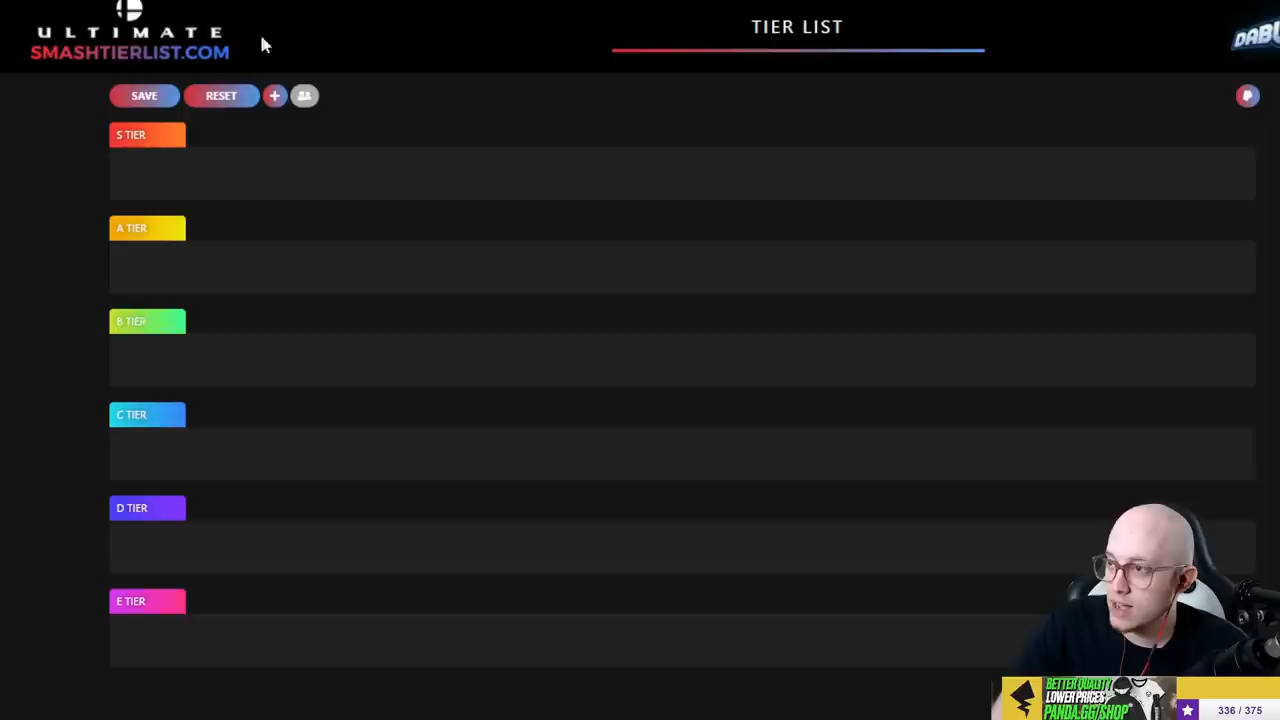 ULTIMATE
SMASHTIERLIST.COM
TIER LIST
DABU
SAVE
RESET
+
S TIER
A TIER
B TIER
C TIER
D TIER
E TIER
BETTER QUALITY
LOWER PRICES
PANDA.GG/SHOP
336 / 375